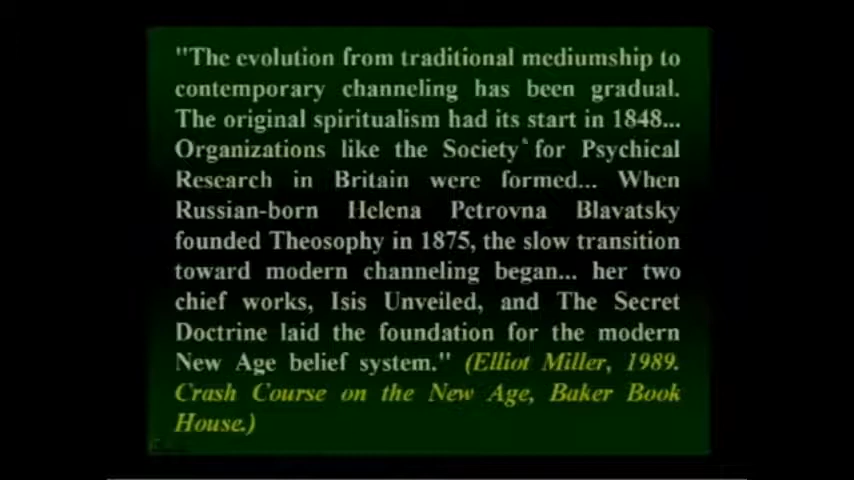 "The evolution from traditional mediumship to
contemporary channeling has been gradual.
The original spiritualism had its start in 1848...
Organizations like the Society for Psychical
Research in Britain were formed... When
Russian-born Helena Petrovna Blavatsky
founded Theosophy in 1875, the slow transition
toward modern channeling began... her two
chief works, Isis Unveiled, and The Secret
Doctrine laid the foundation for the modern
New Age belief system." (Elliot Miller, 1989.
Crash Course on the New Age, Baker Book
House.)